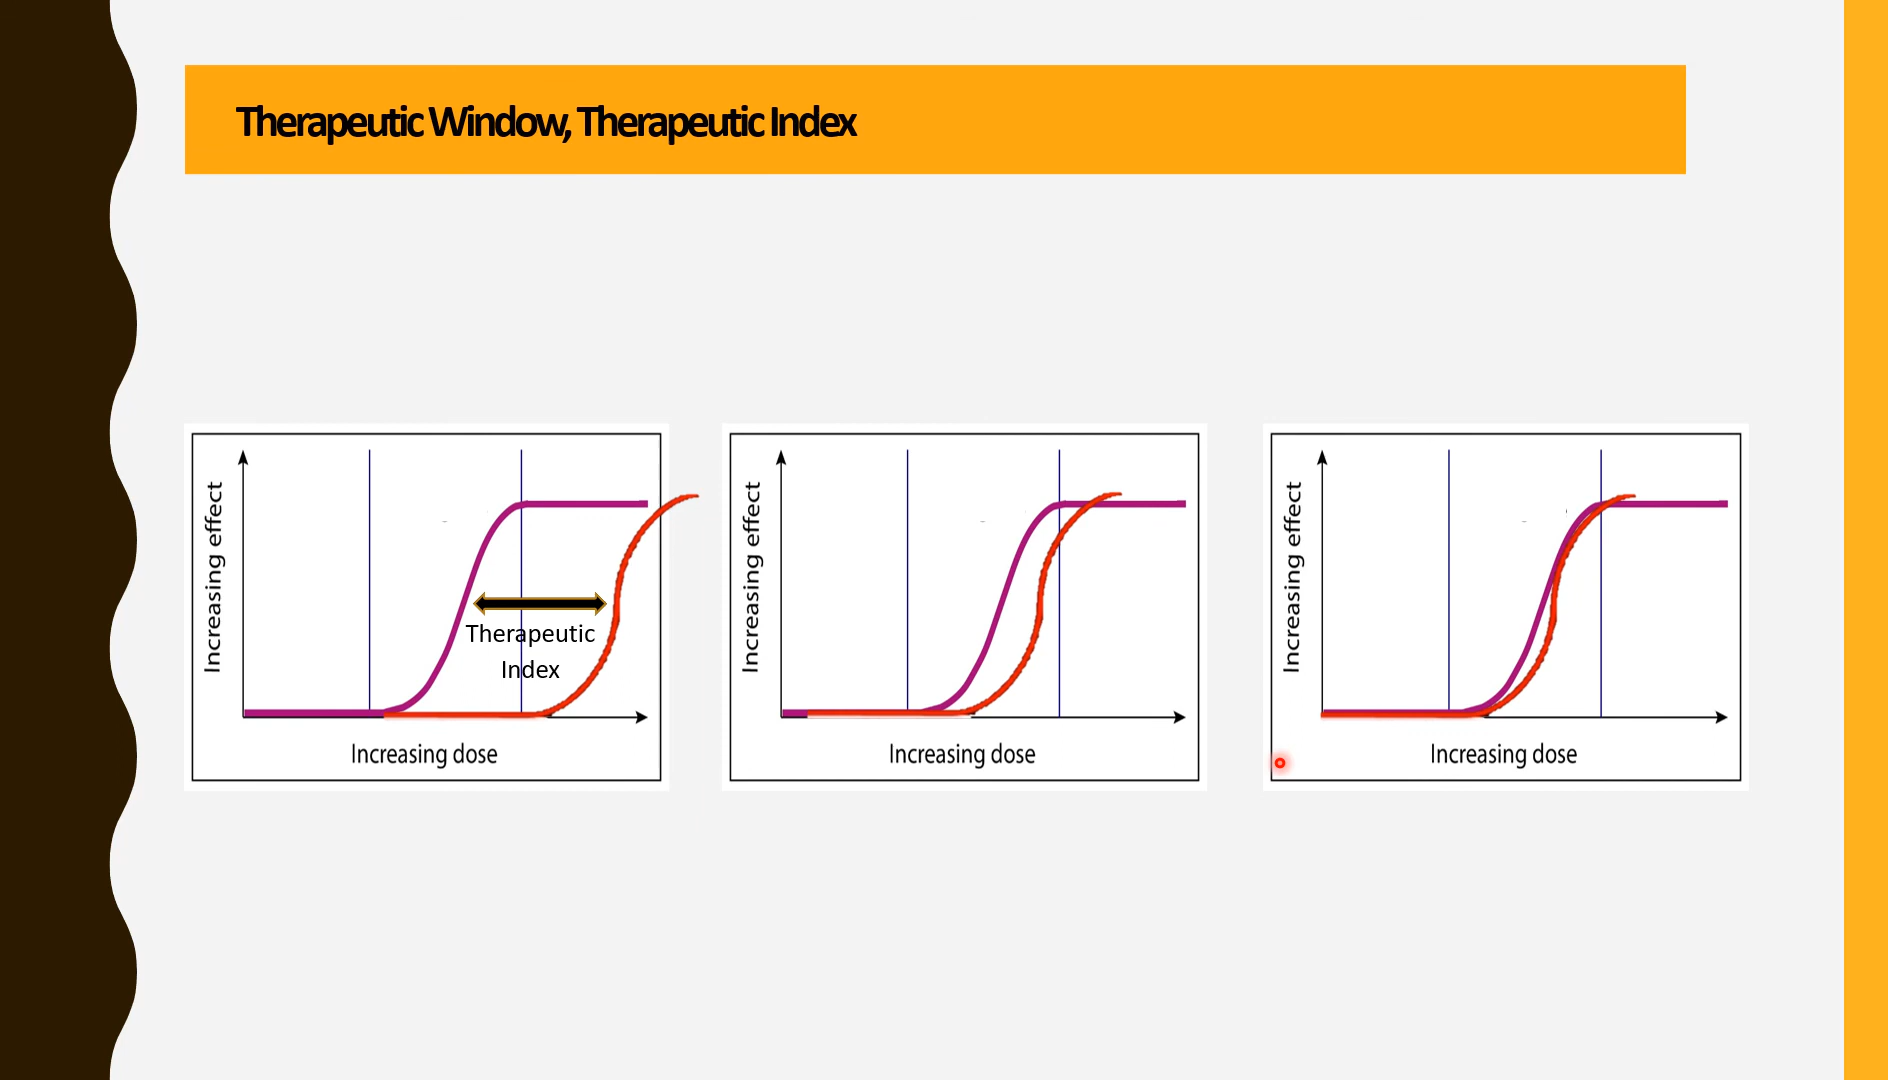 Therapeutic Window, Therapeutic Index
Increasing effect
Therapeutic
Index
Increasing dose
Increasing effect
Increasing dose
Increasing effect
Increasing dose